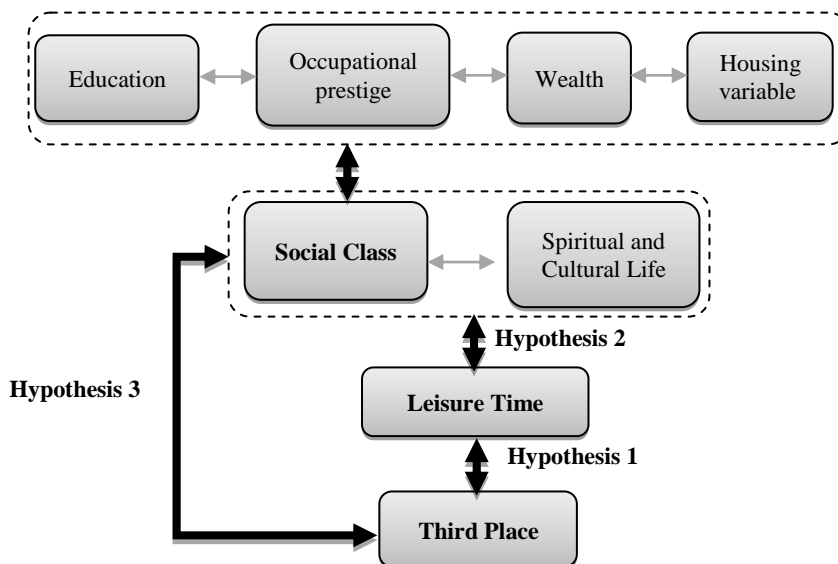 Education
Occupational
prestige
Wealth
Housing
variable
Social Class
Spiritual and
Cultural Life
Hypothesis 2
Hypothesis 3
Leisure Time
Hypothesis 1
Third Place